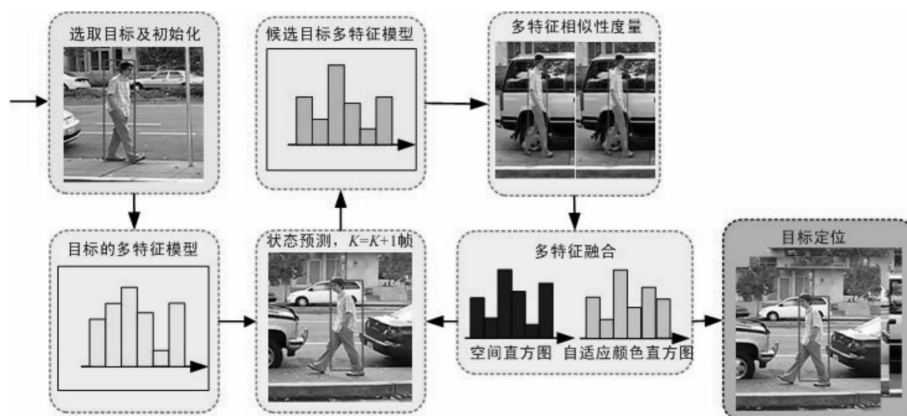 选取目标及初始化
候选目标多特征模型
多特征相似性度量
目标的多特征模型
状态预测，K=K+1帧
多特征融合
空间直方图
自适应颜色直方图
目标定位